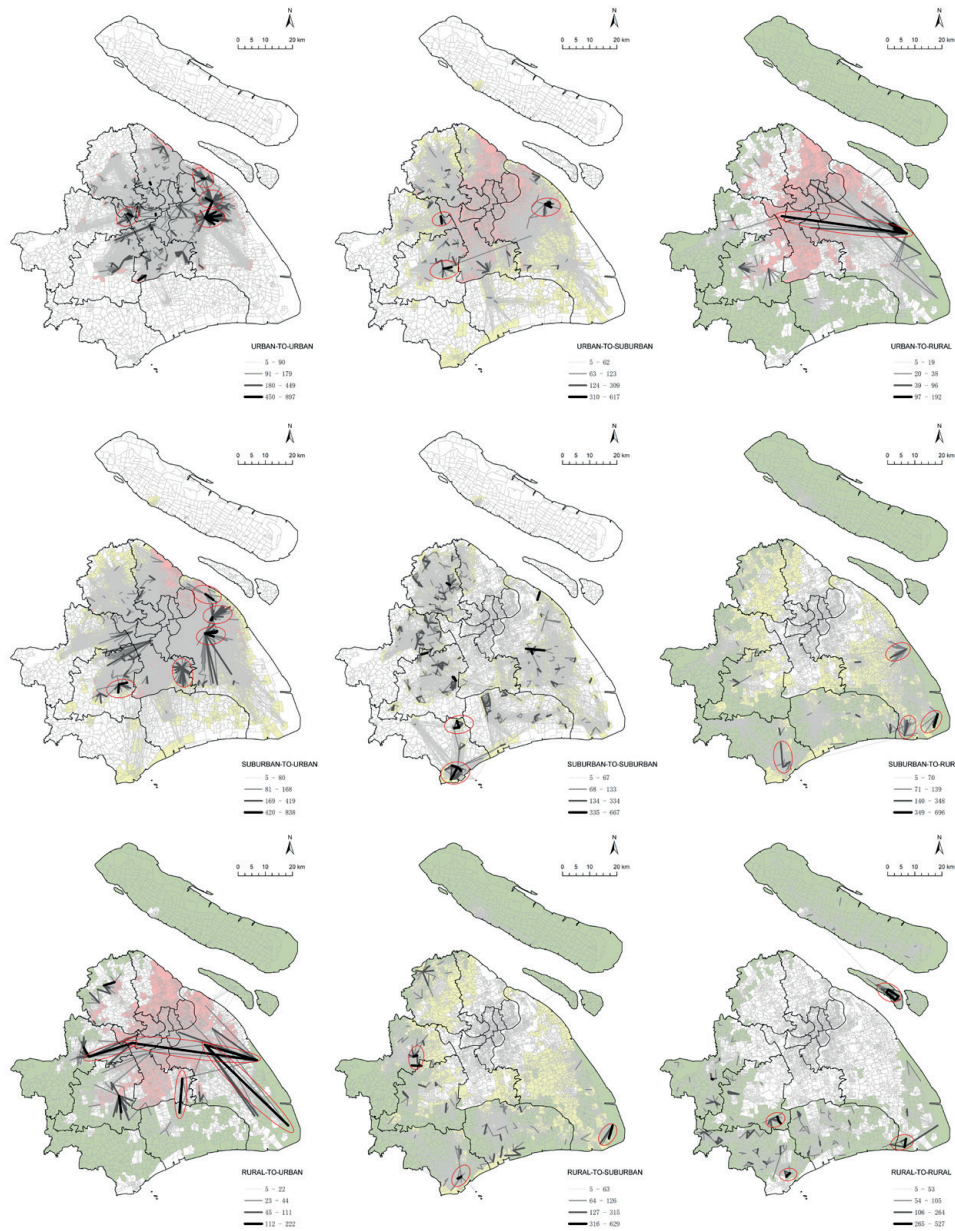 N
0 5 10 20 km
URBAN-TO-URBAN
5 - 90
91 - 179
180 - 449
450 - 897
N
0 5 10 20 km
URBAN-TO-SUBURBAN
5 - 62
63 - 123
124 - 309
310 - 617
N
0 5 10 20 km
URBAN-TO-RURAL
5 - 19
20 - 38
39 - 96
97 - 192
N
0 5 10 20 km
SUBURBAN-TO-URBAN
5 - 80
81 - 168
169 - 419
420 - 838
N
0 5 10 20 km
SUBURBAN-TO-SUBURBAN
5 - 67
68 - 133
134 - 334
335 - 667
N
0 5 10 20 km
SUBURBAN-TO-RUR
5 - 70
71 - 139
140 - 348
349 - 696
N
0 5 10 20 km
RURAL-TO-URBAN
5 - 22
23 - 44
45 - 111
112 - 222
N
0 5 10 20 km
RURAL-TO-SUBURBAN
5 - 63
64 - 126
127 - 315
316 - 629
N
0 5 10 20 km
RURAL-TO-RURAL
5 - 53
54 - 105
106 - 264
265 - 527